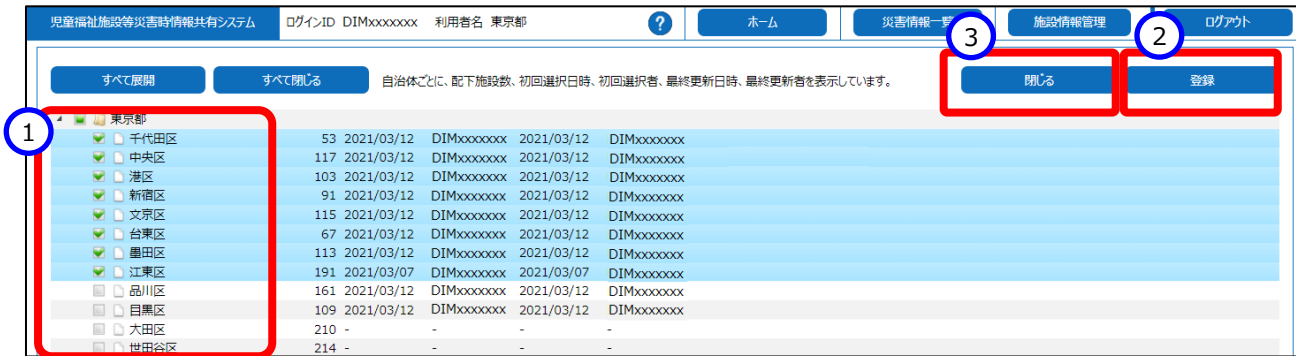 児童福祉施設等災害時情報共有システム ログインID DIMxxxxxxx 利用者名 東京都 ? ホーム 災害情報一覧 施設情報管理 ログアウト
3 2
すべて展開 すべて閉じる 自治体ごとに、配下施設数、初回選択日時、初回選択者、最終更新日時、最終更新者を表示しています。 閉じる 登録
1
東京都
千代田区 53 2021/03/12 DIMxxxxxxx 2021/03/12 DIMxxxxxxx
中央区 117 2021/03/12 DIMxxxxxxx 2021/03/12 DIMxxxxxxx
港区 103 2021/03/12 DIMxxxxxxx 2021/03/12 DIMxxxxxxx
新宿区 91 2021/03/12 DIMxxxxxxx 2021/03/12 DIMxxxxxxx
文京区 115 2021/03/12 DIMxxxxxxx 2021/03/12 DIMxxxxxxx
台東区 67 2021/03/12 DIMxxxxxxx 2021/03/12 DIMxxxxxxx
墨田区 113 2021/03/12 DIMxxxxxxx 2021/03/12 DIMxxxxxxx
江東区 191 2021/03/07 DIMxxxxxxx 2021/03/07 DIMxxxxxxx
品川区 161 2021/03/12 DIMxxxxxxx 2021/03/12 DIMxxxxxxx
目黒区 109 2021/03/12 DIMxxxxxxx 2021/03/12 DIMxxxxxxx
大田区 210 - - - -
世田谷区 214 - - - -